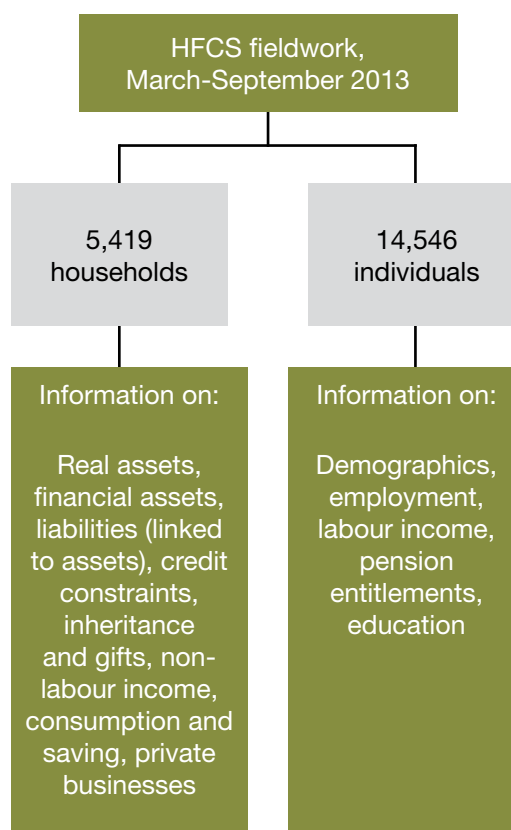 HFCS fieldwork,
March-September 2013
5,419
households
14,546
individuals
Information on:
Real assets,
financial assets,
liabilities (linked
to assets), credit
constraints,
inheritance
and gifts, non-
labour income,
consumption and
saving, private
businesses
Information on:
Demographics,
employment,
labour income,
pension
entitlements,
education